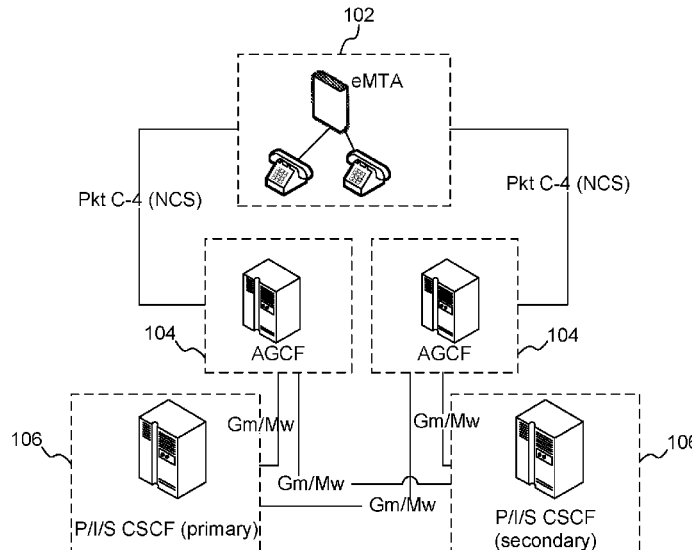 102
eMTA
Pkt C-4 (NCS)
Pkt C-4 (NCS)
104
AGCF
AGCF
104
106
Gm/Mw
Gm/Mw
106
Gm/Mw
Gm/Mw
P/I/S CSCF (primary)
P/I/S CSCF
(secondary)